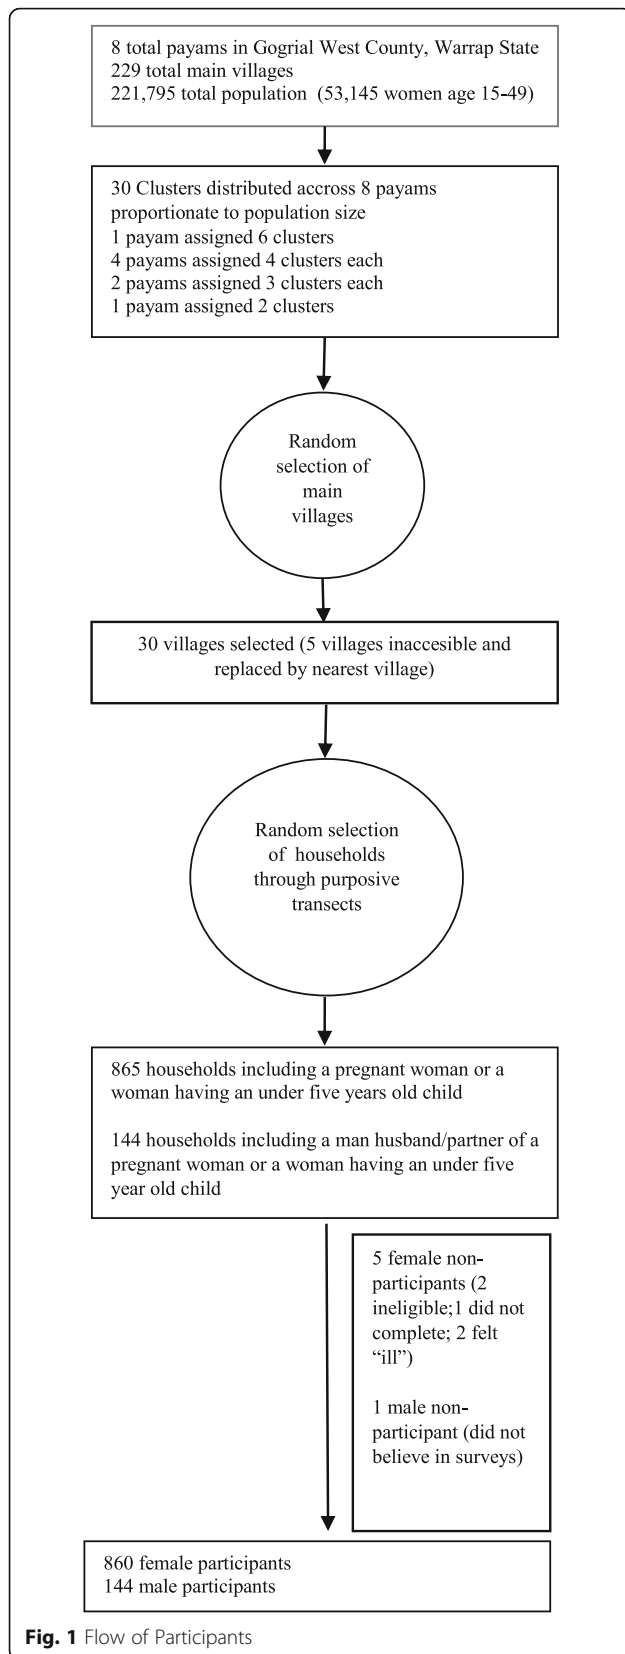 8 total payams in Gogrial West County, Warrap State
229 total main villages
221,795 total population (53,145 women age 15-49)
30 Clusters distributed accross 8 payams
proportionate to population size
1 payam assigned 6 clusters
4 payams assigned 4 clusters each
2 payams assigned 3 clusters each
1 payam assigned 2 clusters
Random
selection of
main
villages
30 villages selected (5 villages inaccesible and
replaced by nearest village)
Random selection
of households
through purposive
transects
865 households including a pregnant woman or a
woman having an under five years old child
144 households including a man husband/partner of a
pregnant woman or a woman having an under five
year old child
5 female non-
participants (2
ineligible;1 did not
complete; 2 felt
“ill”)
1 male non-
participant (did not
believe in surveys)
860 female participants
144 male participants
Fig. 1 Flow of Participants